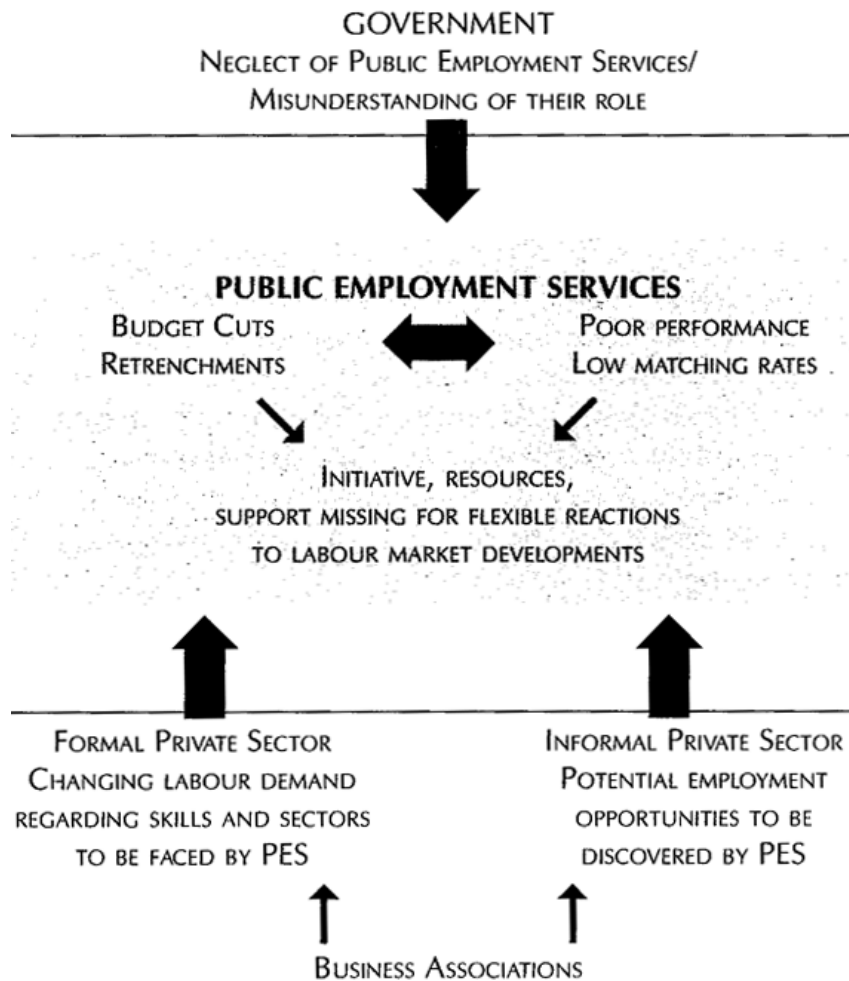 GOVERNMENT
NEGLECT OF PUBLIC EMPLOYMENT SERVICES/
MISUNDERSTANDING OF THEIR ROLE
PUBLIC EMPLOYMENT SERVICES
BUDGET CUTS
RETRENCHMENTS
POOR PERFORMANCE
LOW MATCHING RATES
INITIATIVE, RESOURCES,
SUPPORT MISSING FOR FLEXIBLE REACTIONS
TO LABOUR MARKET DEVELOPMENTS
FORMAL PRIVATE SECTOR
CHANGING LABOUR DEMAND
REGARDING SKILLS AND SECTORS
TO BE FACED BY PES
INFORMAL PRIVATE SECTOR
POTENTIAL EMPLOYMENT
OPPORTUNITIES TO BE
DISCOVERED BY PES
BUSINESS ASSOCIATIONS